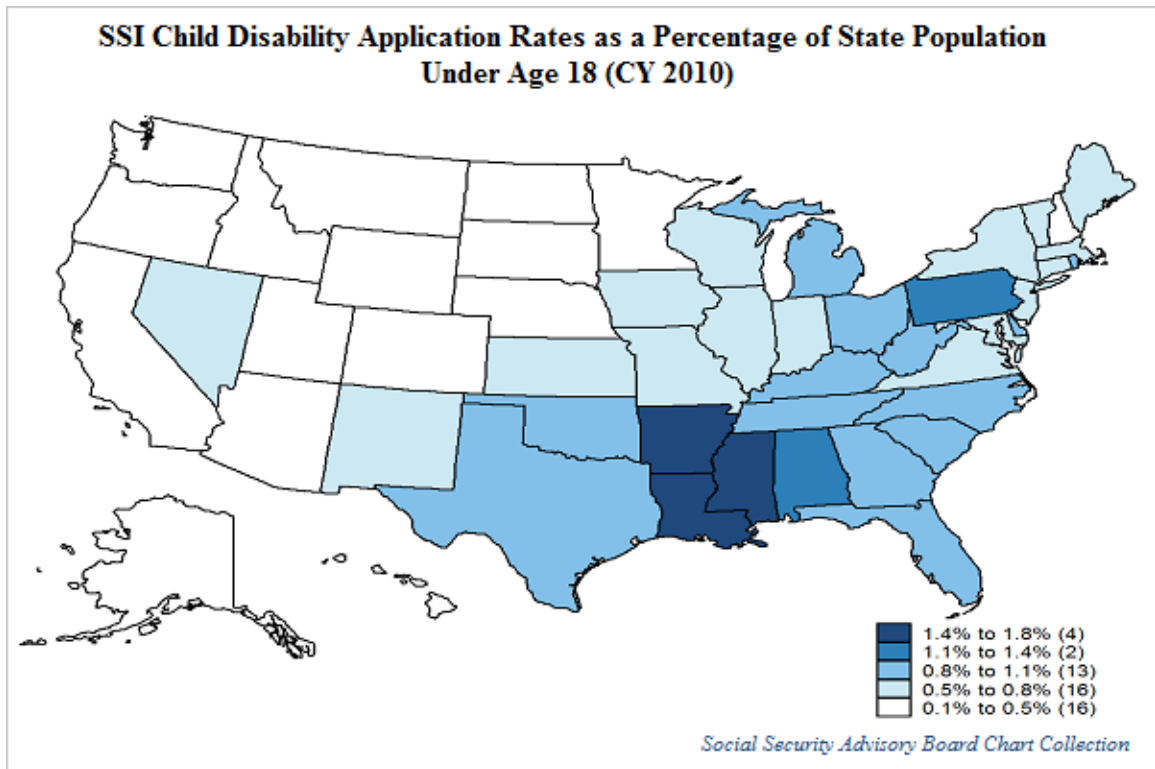 SSI Child Disability Application Rates as a Percentage of State Population
Under Age 18 (CY 2010)
1.4% to 1.8% (4)
1.1% to 1.4% (2)
0.8% to 1.1% (13)
0.5% to 0.8% (16)
0.1% to 0.5% (16)
Social Security Advisory Board Chart Collection